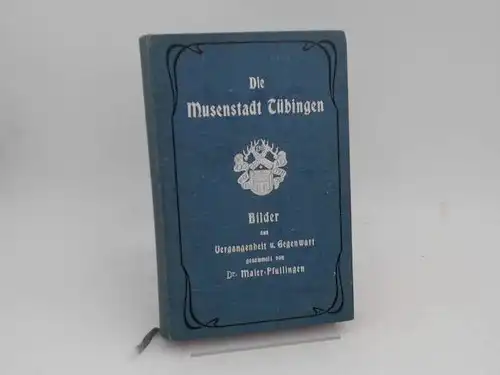 Die
Musenstadt Tübingen
Bilder
aus
Vergangenheit u. Gegenwart
gesammelt von
Dr. Maier-Pfullingen